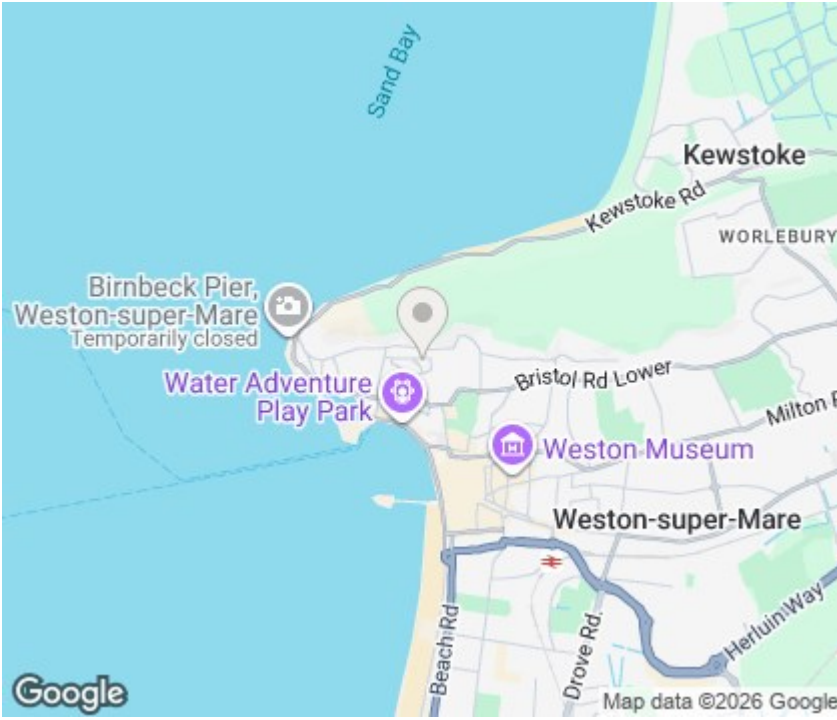 Sand Bay
Kewstoke
Kewstoke Rd
WORLEBURY
Birnbeck Pier,
Weston-super-Mare
Temporarily closed
Water Adventure
Play Park
Bristol Rd Lower
Milton R
Weston Museum
Weston-super-Mare
Beach Rd
Drove Rd.
Herluin Way
Google
Map data ©2026 Google